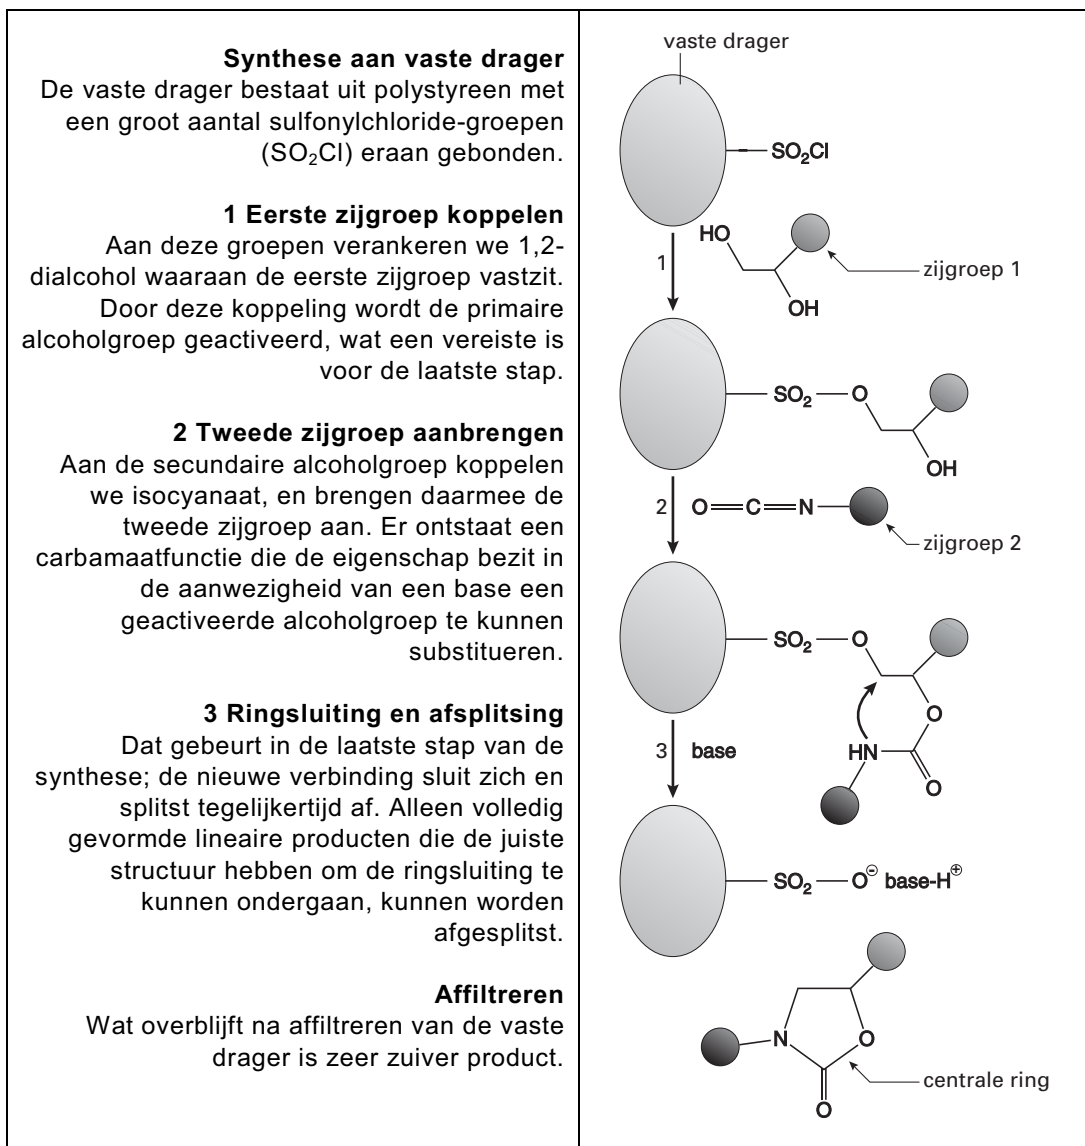 Synthese aan vaste drager
De vaste drager bestaat uit polystyreen met
een groot aantal sulfonylchloride-groepen
(SO₂Cl) eraan gebonden.
1 Eerste zijgroep koppelen
Aan deze groepen verankeren we 1,2-
dialcohol waaraan de eerste zijgroep vastzit.
Door deze koppeling wordt de primaire
alcoholgroep geactiveerd, wat een vereiste is
voor de laatste stap.
2 Tweede zijgroep aanbrengen
Aan de secundaire alcoholgroep koppelen
we isocyanaat, en brengen daarmee de
tweede zijgroep aan. Er ontstaat een
carbamaatfunctie die de eigenschap bezit in
de aanwezigheid van een base een
geactiveerde alcoholgroep te kunnen
substitueren.
3 Ringsluiting en afsplitsing
Dat gebeurt in de laatste stap van de
synthese; de nieuwe verbinding sluit zich en
splitst tegelijkertijd af. Alleen volledig
gevormde lineaire producten die de juiste
structuur hebben om de ringsluiting te
kunnen ondergaan, kunnen worden
afgesplitst.
Affiltreren
Wat overblijft na affiltreren van de vaste
drager is zeer zuiver product.
vaste drager
SO₂Cl
1
HO
OH
zijgroep 1
SO₂ O
OH
2
O C N
zijgroep 2
SO₂ O
O
HN
O
3 base
SO₂ O⊖ base-H⊕
N O
O
centrale ring